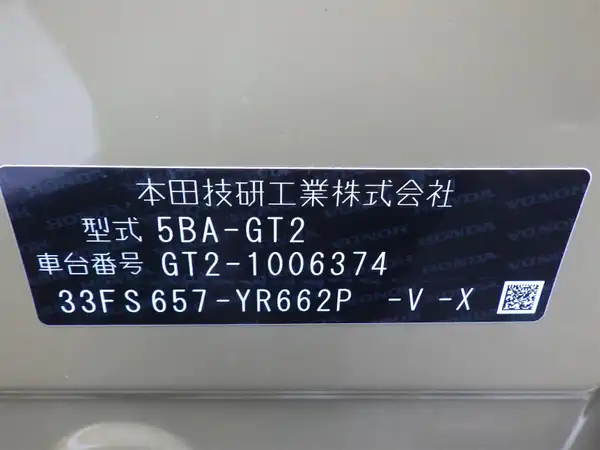 本田技研工業株式会社
型式 5BA-GT2
車台番号 GT2-1006374
33FS657-YR662P -V -X